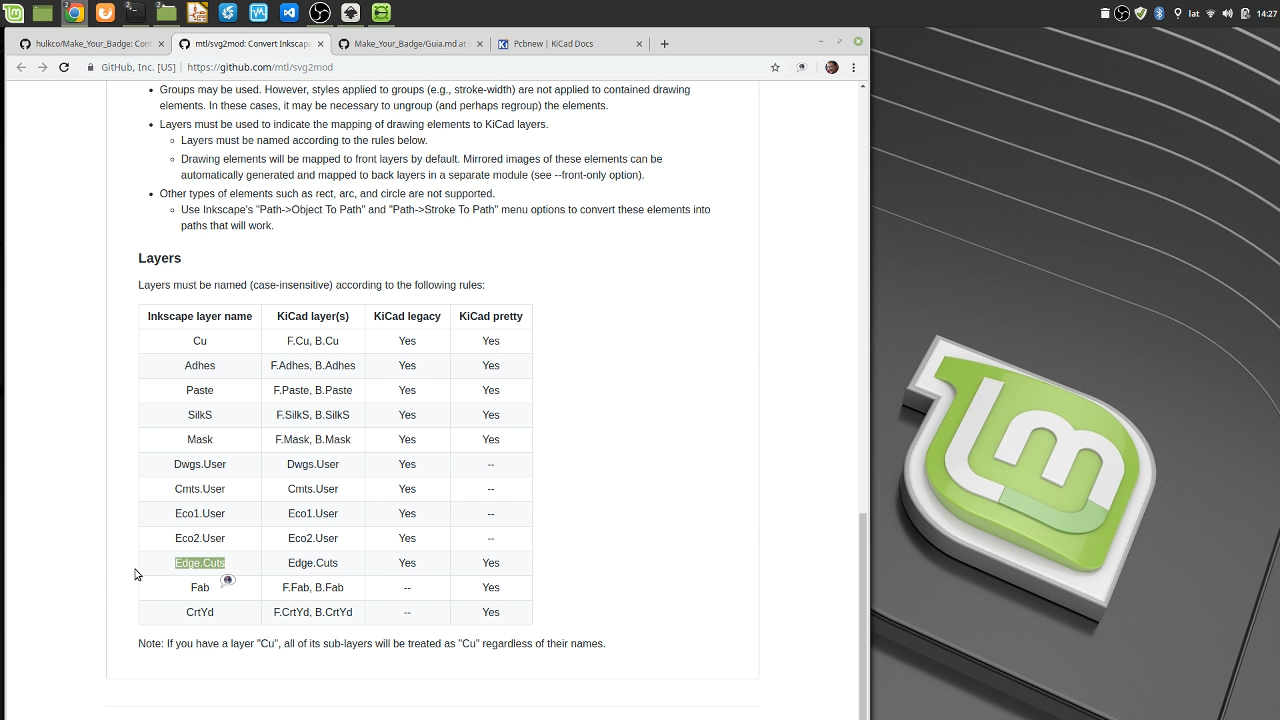 2
2
2
lat
14:27
hulkco/Make_Your_Badge: Con
mtl/svg2mod: Convert Inkscape
Make_Your_Badge/Guia.md at
Pcbnew | KiCad Docs
GitHub, Inc. [US]
https://github.com/mtl/svg2mod
Groups may be used. However, styles applied to groups (e.g., stroke-width) are not applied to contained drawing
elements. In these cases, it may be necessary to ungroup (and perhaps regroup) the elements.
Layers must be used to indicate the mapping of drawing elements to KiCad layers.
Layers must be named according to the rules below.
Drawing elements will be mapped to front layers by default. Mirrored images of these elements can be
automatically generated and mapped to back layers in a separate module (see --front-only option).
Other types of elements such as rect, arc, and circle are not supported.
Use Inkscape's "Path->Object To Path" and "Path->Stroke To Path" menu options to convert these elements into
paths that will work.
Layers
Layers must be named (case-insensitive) according to the following rules:
Inkscape layer name KiCad layer(s) KiCad legacy KiCad pretty
Cu F.Cu, B.Cu Yes Yes
Adhes F.Adhes, B.Adhes Yes Yes
Paste F.Paste, B.Paste Yes Yes
SilkS F.SilkS, B.SilkS Yes Yes
Mask F.Mask, B.Mask Yes Yes
Dwgs.User Dwgs.User Yes --
Cmts.User Cmts.User Yes --
Eco1.User Eco1.User Yes --
Eco2.User Eco2.User Yes --
Edge.Cuts Edge.Cuts Yes Yes
Fab F.Fab, B.Fab -- Yes
CrtYd F.CrtYd, B.CrtYd -- Yes
Note: If you have a layer "Cu", all of its sub-layers will be treated as "Cu" regardless of their names.